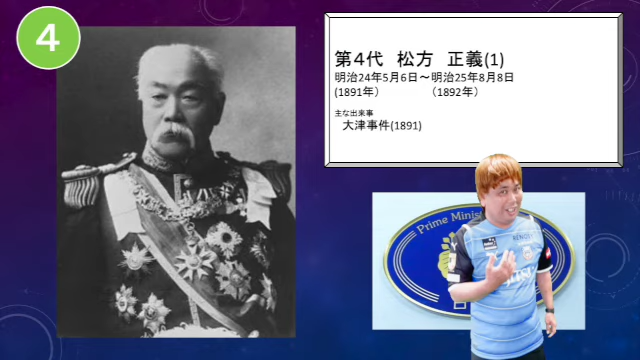 4
第4代　松方　正義(1)
明治24年5月6日～明治25年8月8日
(1891年)　　　　　(1892年)
主な出来事
大津事件(1891)
Prime Minis